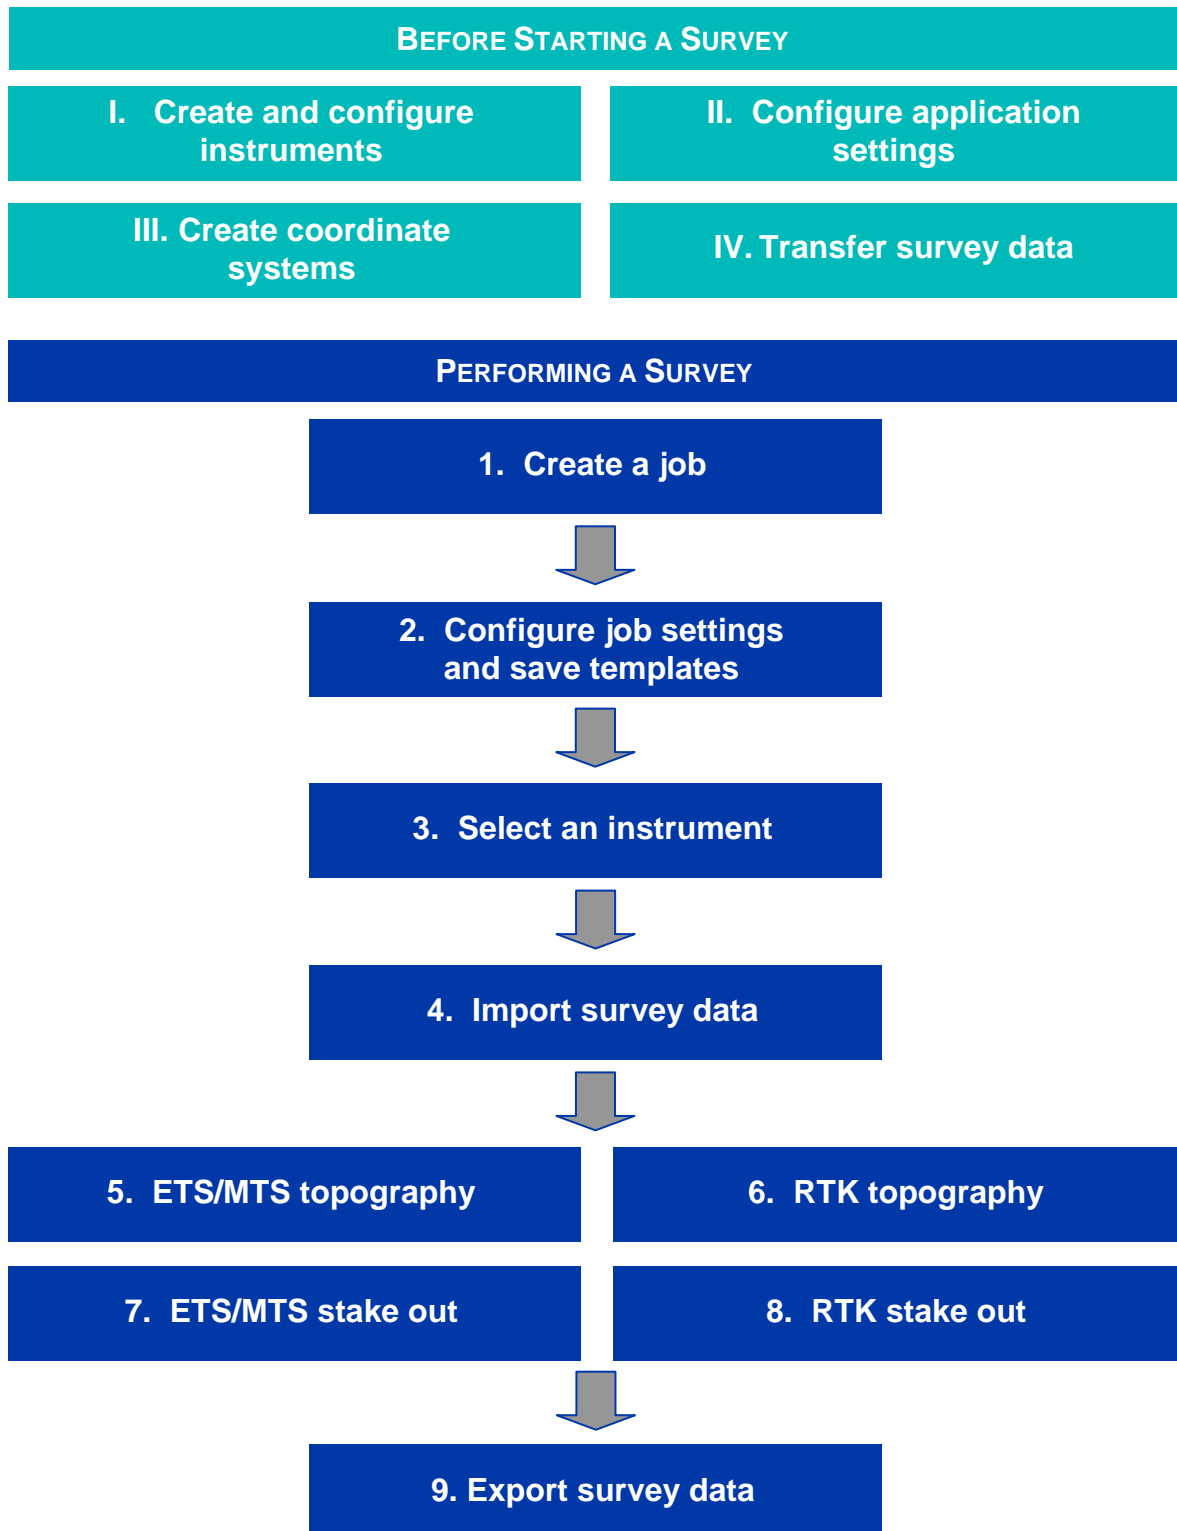 BEFORE STARTING A SURVEY
I. Create and configure
instruments
II. Configure application
settings
III. Create coordinate
systems
IV. Transfer survey data
PERFORMING A SURVEY
1. Create a job
2. Configure job settings
and save templates
3. Select an instrument
4. Import survey data
5. ETS/MTS topography
6. RTK topography
7. ETS/MTS stake out
8. RTK stake out
9. Export survey data